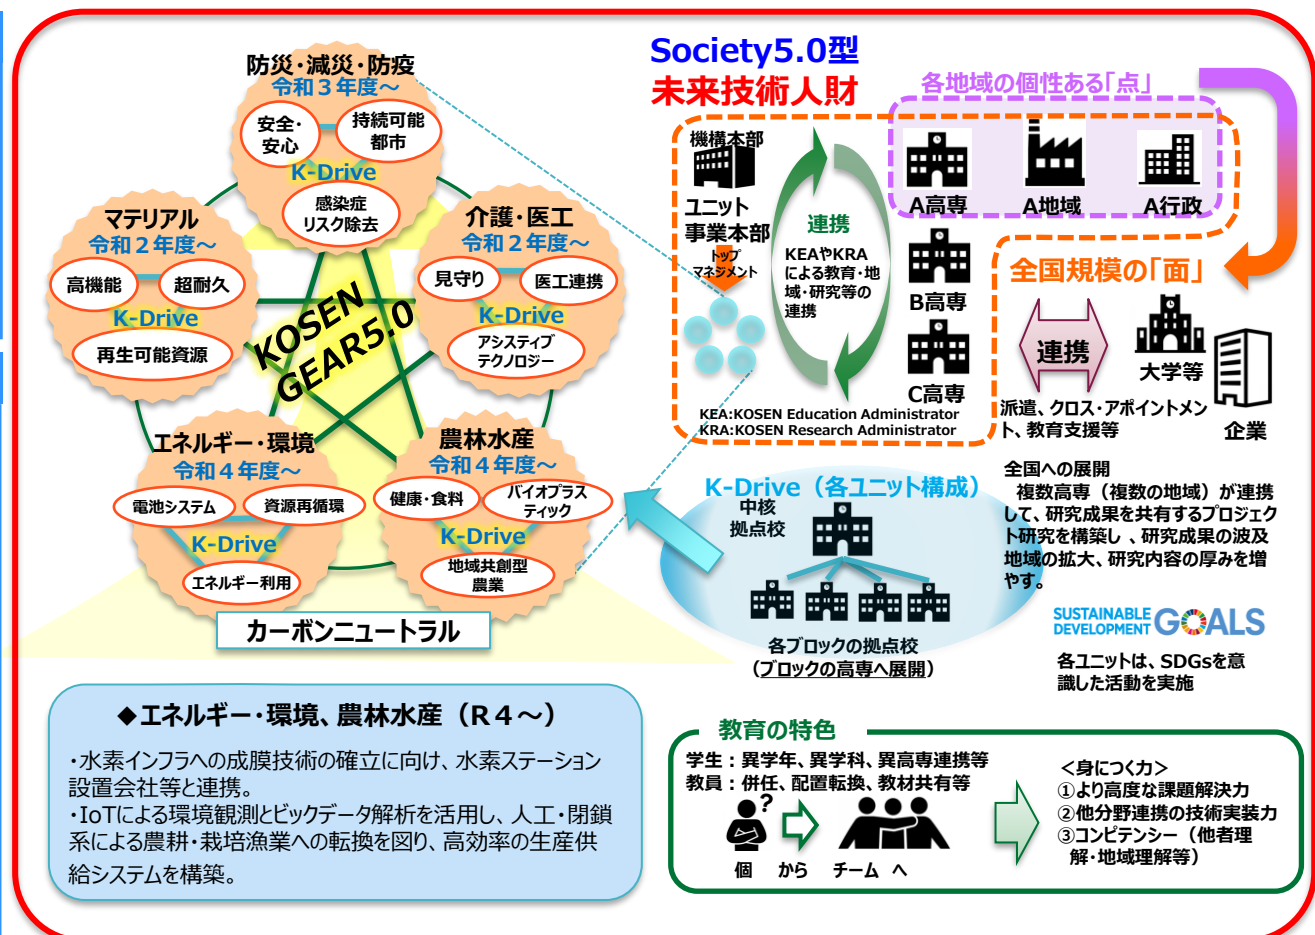 防災・減災・防疫
令和３年度～
安全・
安心
持続可能
都市
K-Drive
感染症
リスク除去
マテリアル
令和２年度～
高機能
超耐久
K-Drive
再生可能資源
介護・医工
令和２年度～
見守り
医工連携
K-Drive
アシスティブ
テクノロジー
KOSEN
GEAR5.0
エネルギー・環境
令和４年度～
電池システム
資源再循環
K-Drive
エネルギー利用
農林水産
令和４年度～
健康・食料
バイオプラス
ティック
K-Drive
地域共創型
農業
カーボンニュートラル
Society5.0型
未来技術人財
各地域の個性ある「点」
機構本部
ユニット
事業本部
トップ
マネジメント
連携
KEAやKRA
による教育・地
域・研究等の
連携
A高専
A地域
A行政
B高専
C高専
KEA:KOSEN Education Administrator
KRA:KOSEN Research Administrator
全国規模の「面」
連携
大学等
企業
派遣、クロス・アポイントメン
ト、教育支援等
K-Drive（各ユニット構成）
中核
拠点校
各ブロックの拠点校
（ブロックの高専へ展開）
全国への展開
複数高専（複数の地域）が連携
して、研究成果を共有するプロジェク
ト研究を構築し 、研究成果の波及
地域の拡大、研究内容の厚みを増
やす。
SUSTAINABLE
DEVELOPMENT GOALS
各ユニットは、SDGsを意
識した活動を実施
◆エネルギー・環境、農林水産（R４～）
・水素インフラへの成膜技術の確立に向け、水素ステーション
設置会社等と連携。
・IoTによる環境観測とビックデータ解析を活用し、人工・閉鎖
系による農耕・栽培漁業への転換を図り、高効率の生産供
給システムを構築。
教育の特色
学生：異学年、異学科、異高専連携等
教員：併任、配置転換、教材共有等
?
個 から チーム へ
＜身につく力＞
①より高度な課題解決力
②他分野連携の技術実装力
③コンピテンシー（他者理
解・地域理解等）